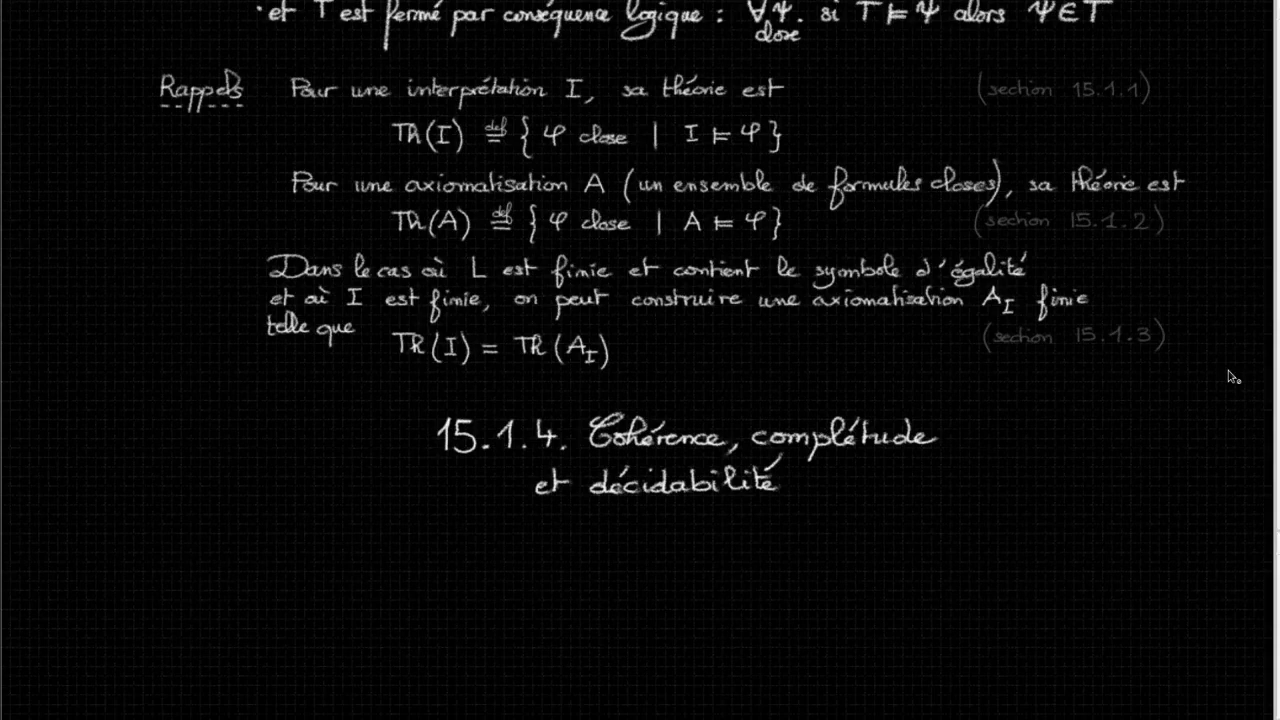 · et T est fermé par conséquence logique : ∀ψ. si T ⊨ ψ alors ψ ∈ T
close
Rappels Pour une interprétation I, sa théorie est (section 15.1.1)
Th(I) def= { φ close | I ⊨ φ }
Pour une axiomatisation A (un ensemble de formules closes), sa théorie est
Th(A) def= { φ close | A ⊨ φ } (section 15.1.2)
Dans le cas où L est finie et contient le symbole d'égalité
et où I est finie, on peut construire une axiomatisation A_I finie
telle que
Th(I) = Th(A_I) (section 15.1.3)
15.1.4. Cohérence, complétude
et décidabilité